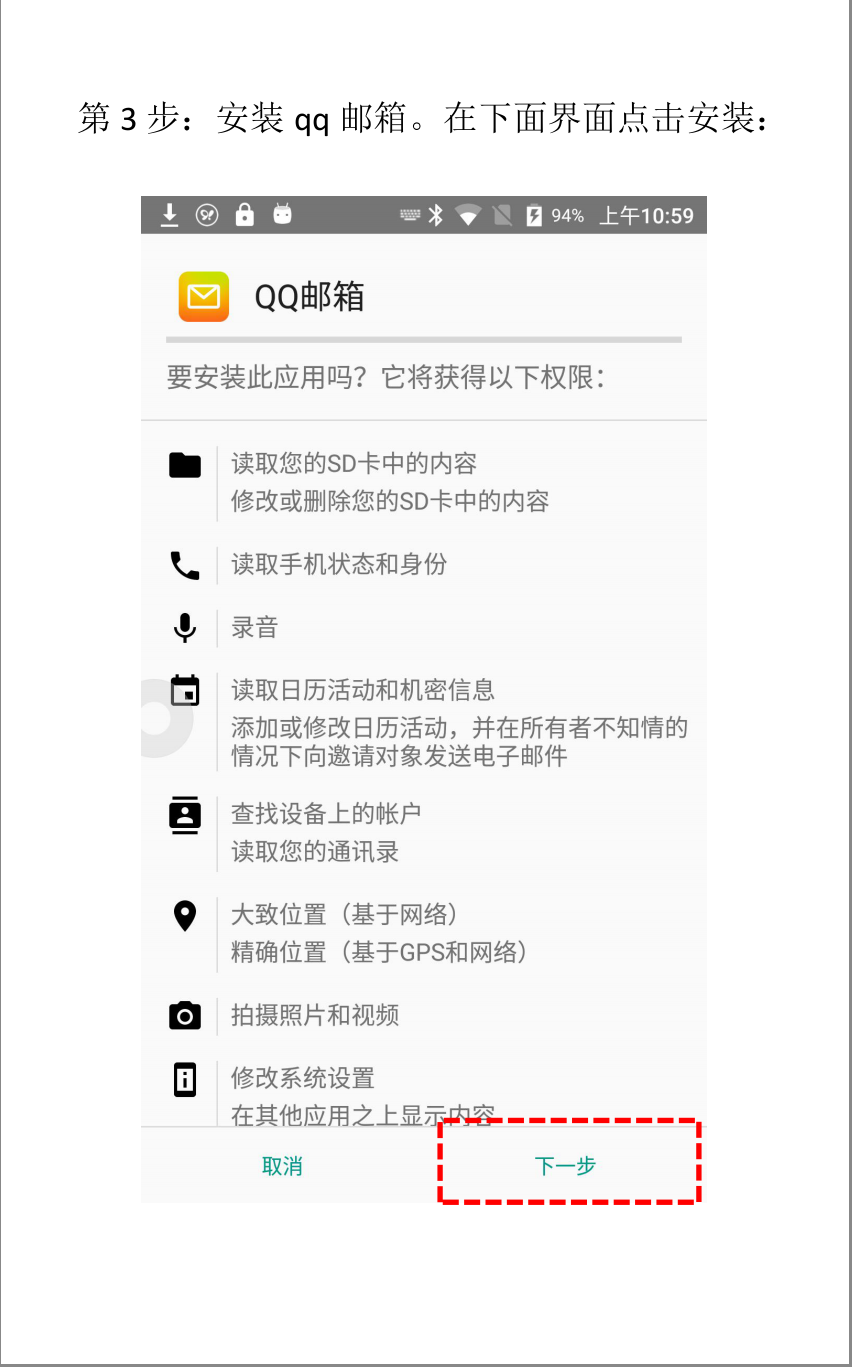 第 3 步：安装 qq 邮箱。在下面界面点击安装：
94% 上午10:59
QQ邮箱
要安装此应用吗？它将获得以下权限：
读取您的SD卡中的内容
修改或删除您的SD卡中的内容
读取手机状态和身份
录音
读取日历活动和机密信息
添加或修改日历活动，并在所有者不知情的
情况下向邀请对象发送电子邮件
查找设备上的帐户
读取您的通讯录
大致位置（基于网络）
精确位置（基于GPS和网络）
拍摄照片和视频
修改系统设置
在其他应用之上显示内容
取消 下一步